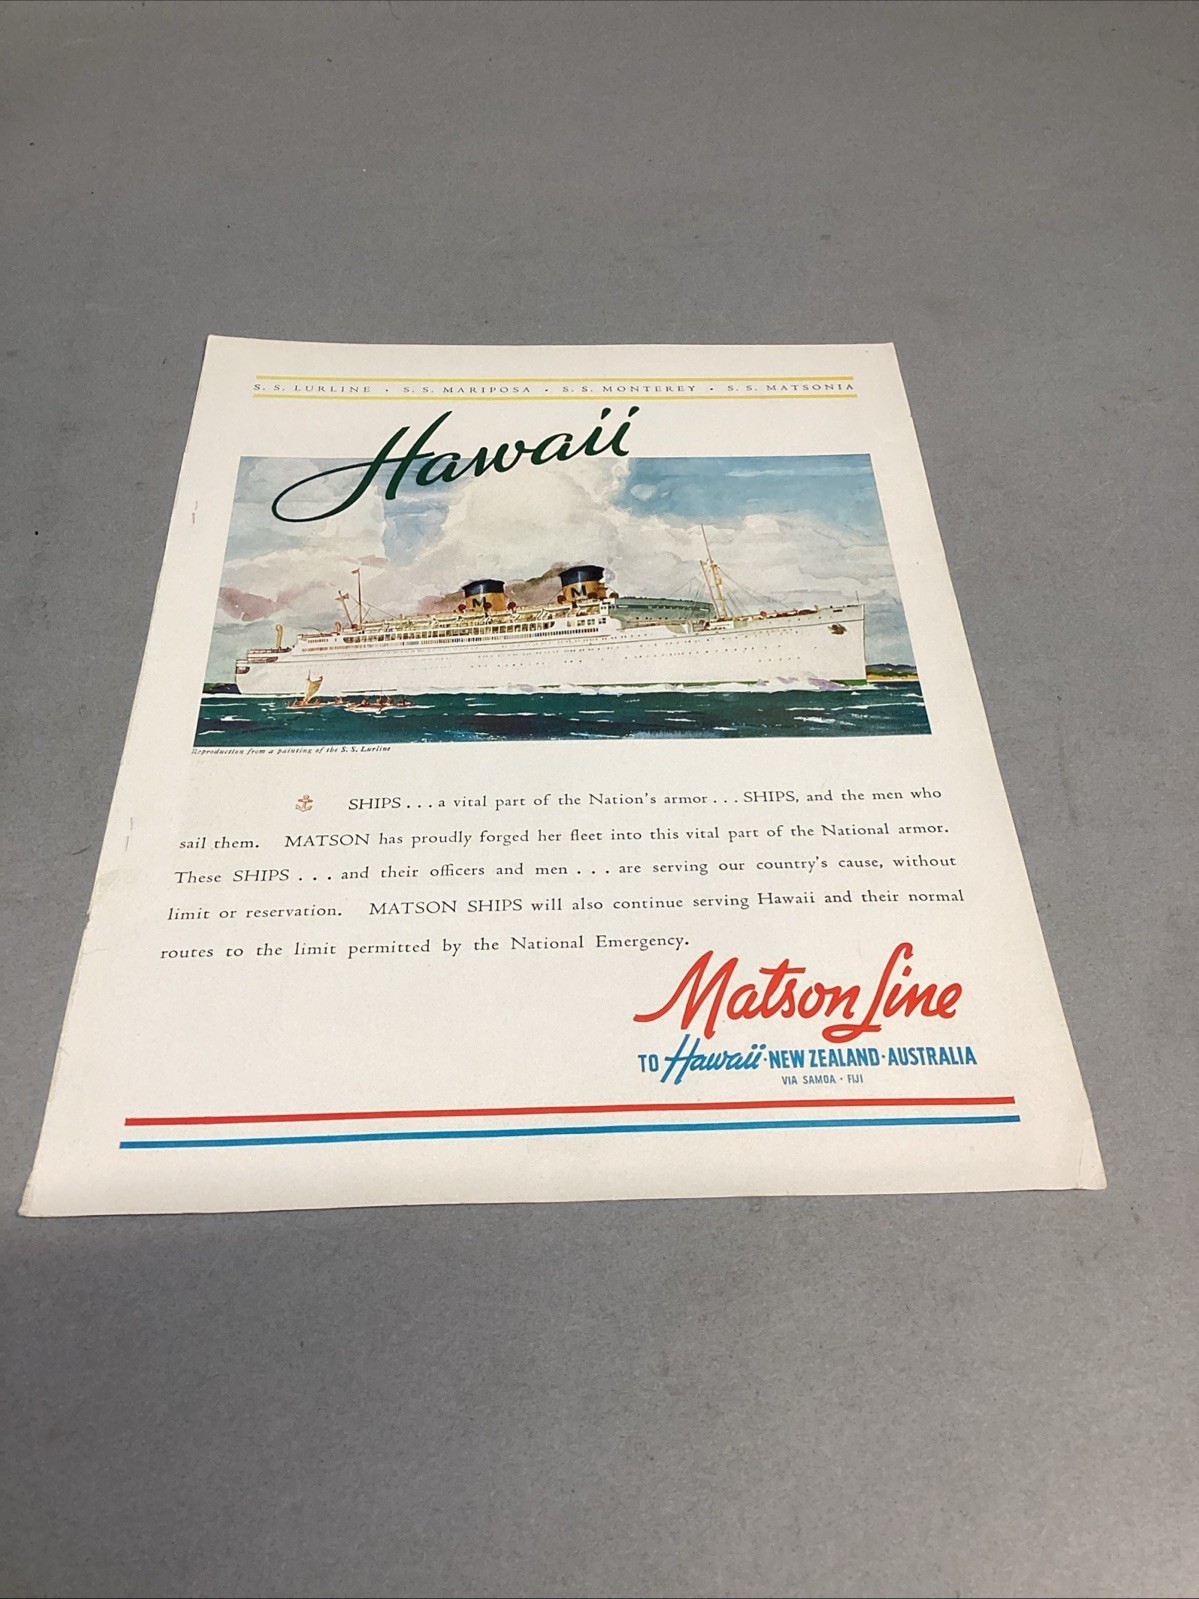 S. S. LURLINE · S. S. MARIPOSA · S. S. MONTEREY · S. S. MATSONIA
Hawaii
M M
Reproduction from a painting of the S. S. Lurline
SHIPS . . . a vital part of the Nation's armor . . . SHIPS, and the men who
sail them. MATSON has proudly forged her fleet into this vital part of the National armor.
These SHIPS . . . and their officers and men . . . are serving our country's cause, without
limit or reservation. MATSON SHIPS will also continue serving Hawaii and their normal
routes to the limit permitted by the National Emergency.
Matson Line
TO Hawaii · NEW ZEALAND · AUSTRALIA
VIA SAMOA · FIJI